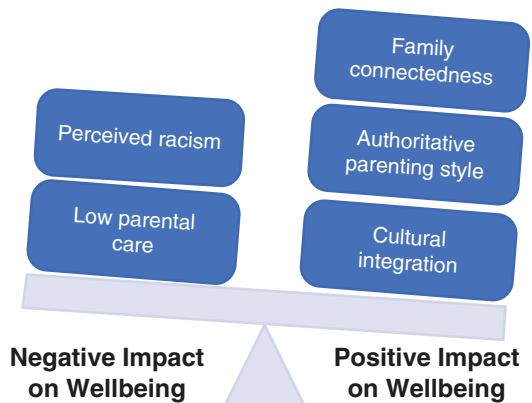 Perceived racism
Low parental
care
Negative Impact
on Wellbeing
Family
connectedness
Authoritative
parenting style
Cultural
integration
Positive Impact
on Wellbeing